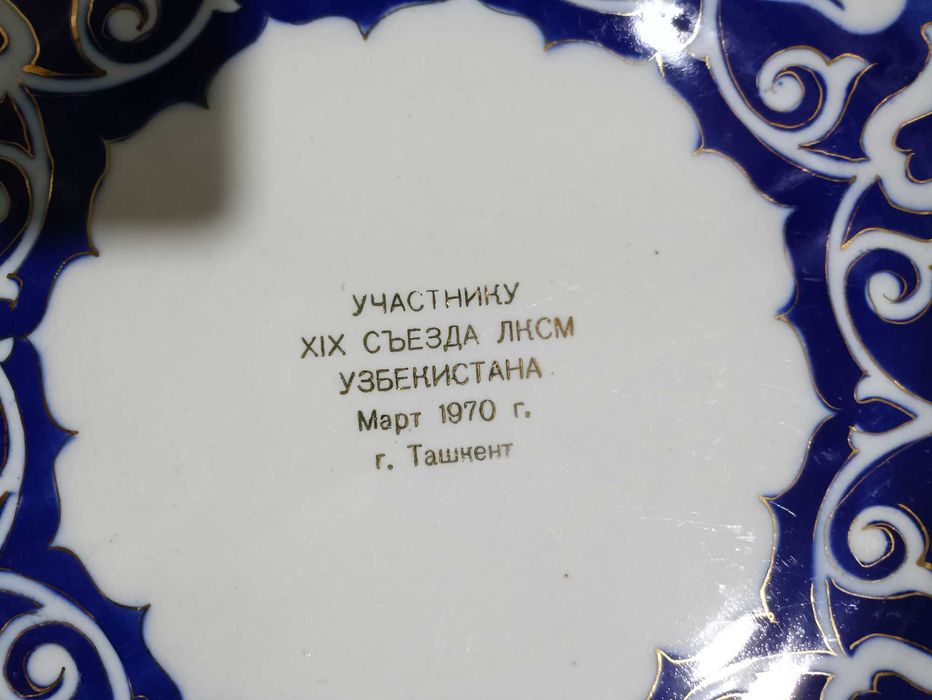 УЧАСТНИКУ
XIX СЪЕЗДА ЛКСМ
УЗБЕКИСТАНА
Март 1970 г.
г. Ташкент